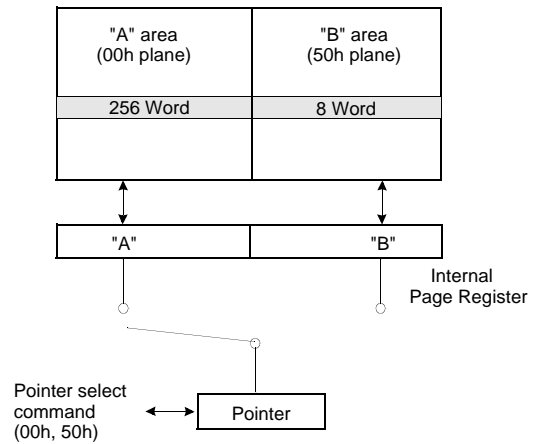 "A" area
(00h plane)
"B" area
(50h plane)
256 Word
8 Word
"A"
"B"
Internal
Page Register
Pointer select
command
(00h, 50h)
Pointer